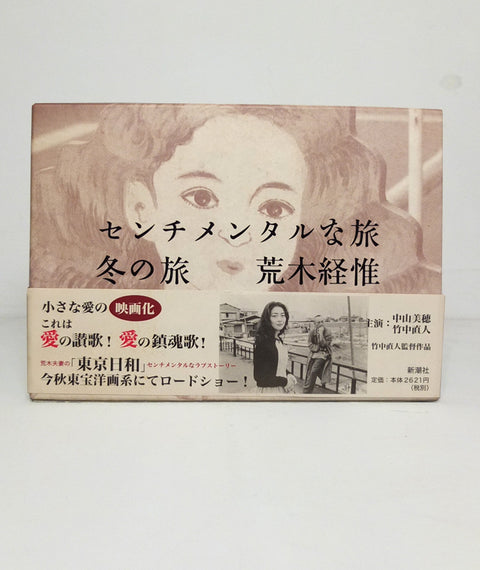 センチメンタルな旅
冬の旅 荒木経惟
小さな愛の 映画化
これは
愛の讃歌！ 愛の鎮魂歌！
荒木夫妻の「東京日和」センチメンタルなラブストーリー
今秋東宝洋画系にてロードショー！
主演：中山美穂
竹中直人
竹中直人監督作品
新潮社
定価：本体2621円
（税別）